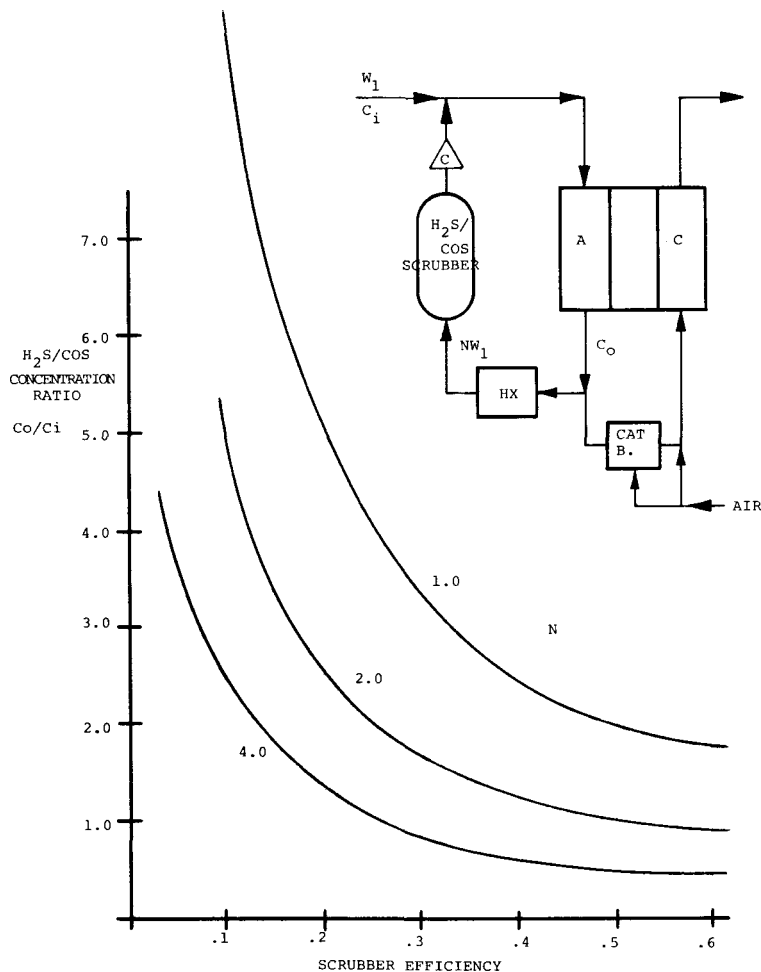 W₁
Cᵢ
C
H₂S/
COS
SCRUBBER
A
C
NW₁
Cₒ
HX
CAT
B.
AIR
7.0
6.0
H₂S/COS
CONCENTRATION
RATIO
Co/Ci
5.0
4.0
3.0
2.0
1.0
1.0
N
2.0
4.0
.1
.2
.3
.4
.5
.6
SCRUBBER EFFICIENCY